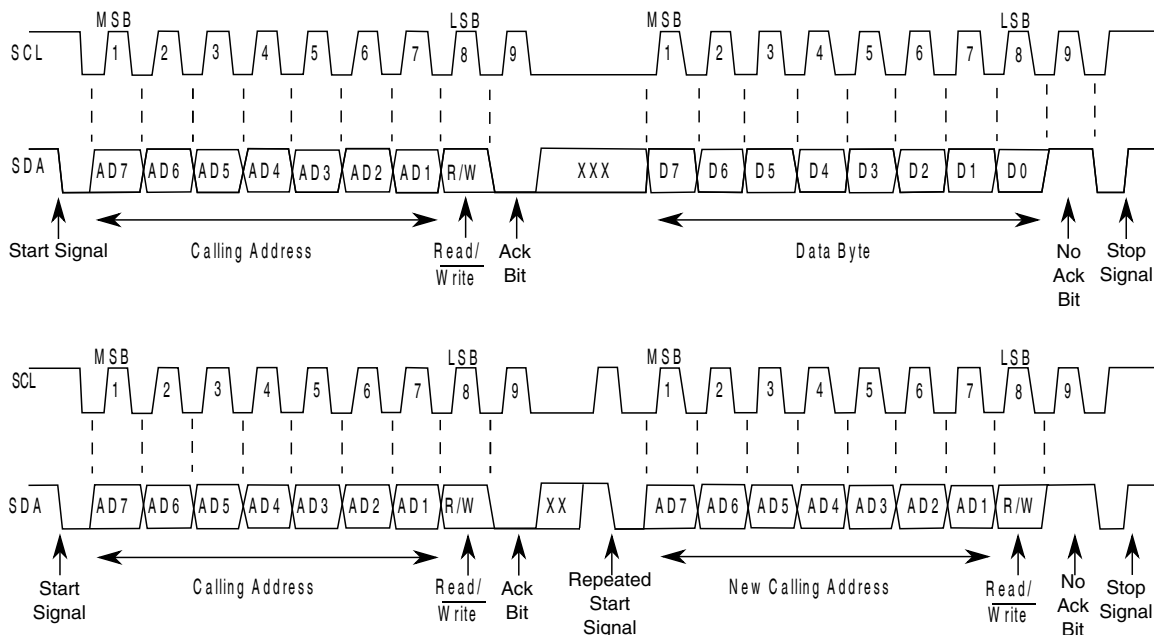 MSB LSB MSB LSB
SCL 1 2 3 4 5 6 7 8 9 1 2 3 4 5 6 7 8 9
SDA AD7 AD6 AD5 AD4 AD3 AD2 AD1 R/W XXX D7 D6 D5 D4 D3 D2 D1 D0
Start Signal Calling Address Read/ Ack Data Byte No Stop
Write Bit Ack Signal
Bit
MSB LSB MSB LSB
SCL 1 2 3 4 5 6 7 8 9 1 2 3 4 5 6 7 8 9
SDA AD7 AD6 AD5 AD4 AD3 AD2 AD1 R/W XX AD7 AD6 AD5 AD4 AD3 AD2 AD1 R/W
Start Calling Address Read/ Ack Repeated New Calling Address Read/ No Stop
Signal Write Bit Start Write Ack Signal
Signal Bit